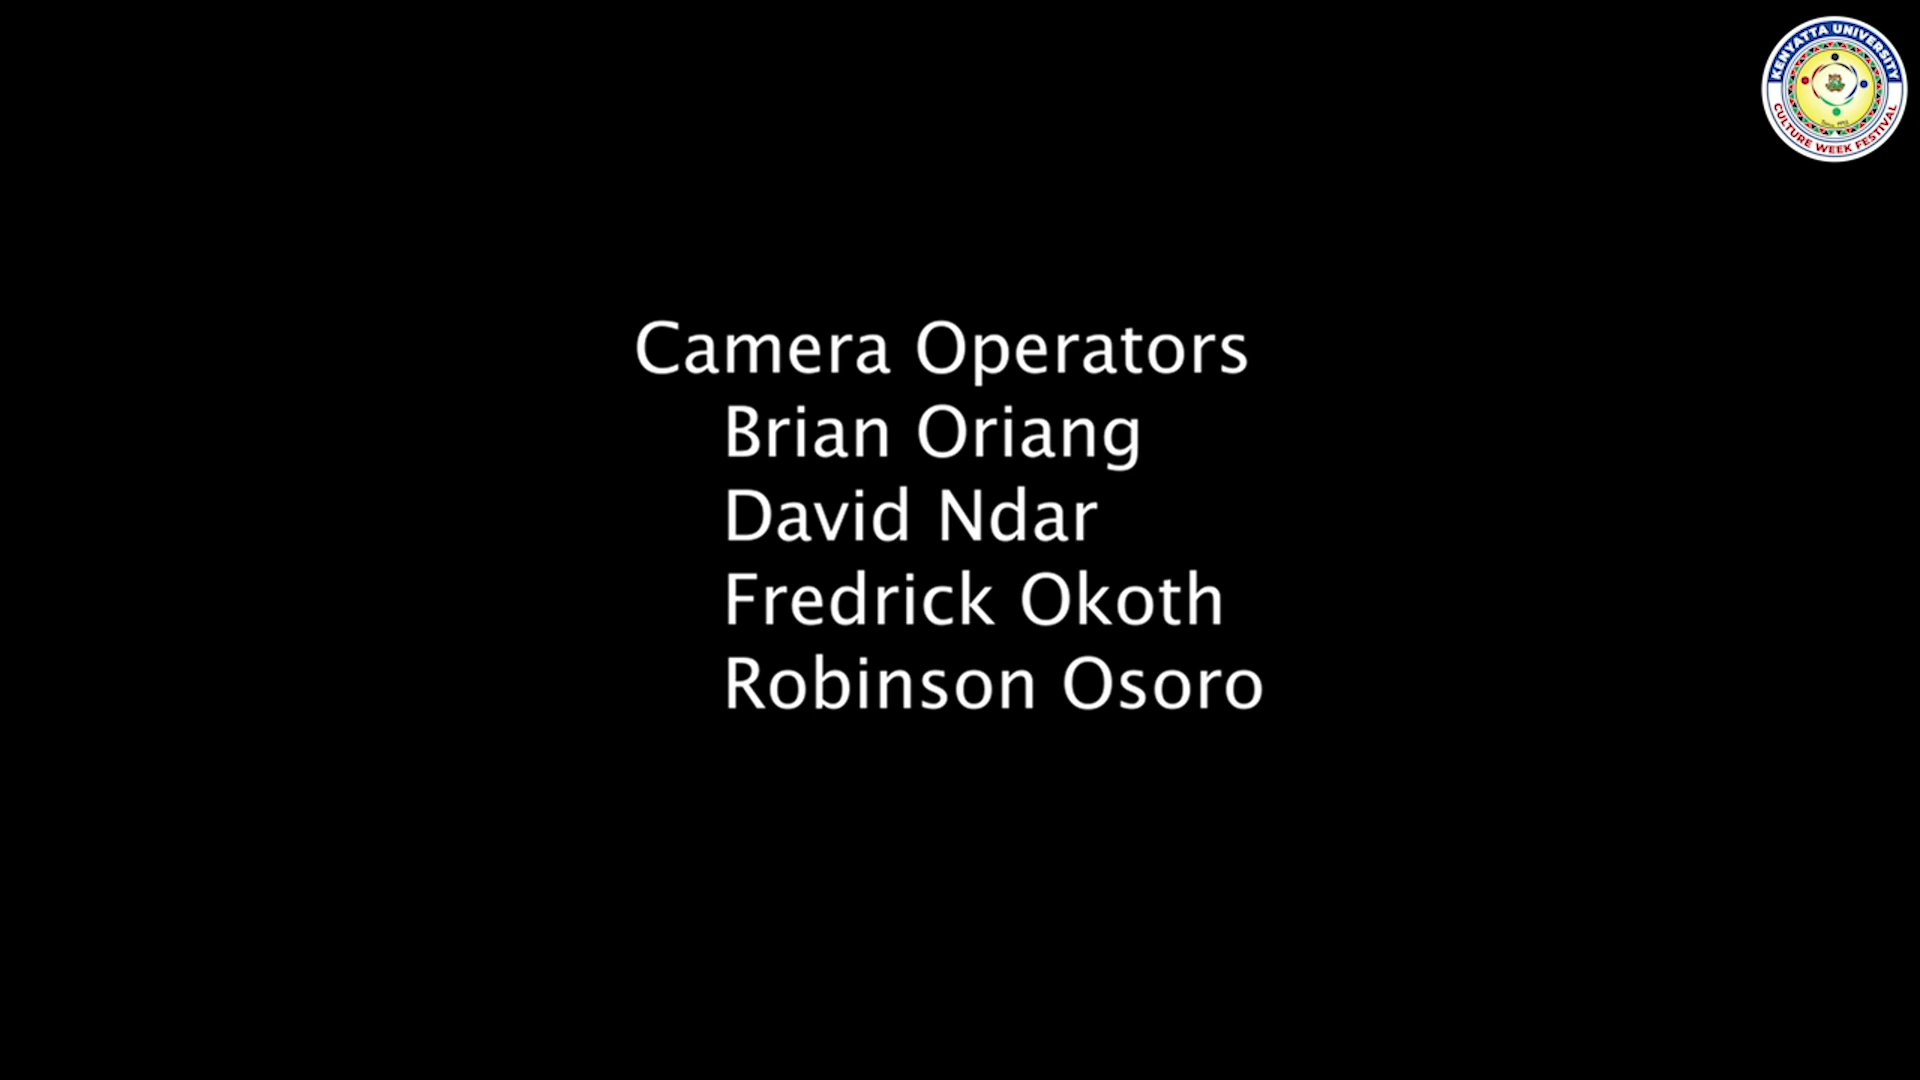 KENYATTA UNIVERSITY
CULTURE WEEK FESTIVAL
Camera Operators
Brian Oriang
David Ndar
Fredrick Okoth
Robinson Osoro